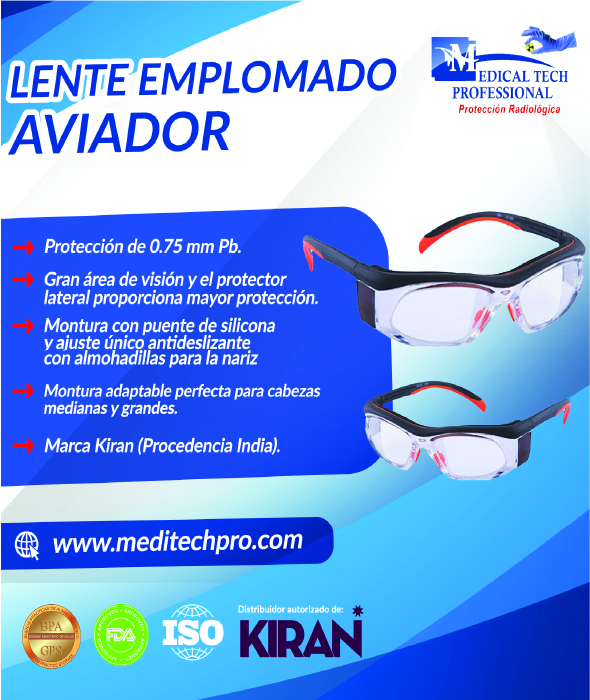 LENTE EMPLOMADO
AVIADOR
MEDICAL TECH
PROFESSIONAL
Protección Radiológica
Protección de 0.75 mm Pb.
Gran área de visión y el protector
lateral proporciona mayor protección.
Montura con puente de silicona
y ajuste único antideslizante
con almohadillas para la nariz
Montura adaptable perfecta para cabezas
medianas y grandes.
Marca Kiran (Procedencia India).
www.meditechpro.com
BPA
GPS
FDA
ISO
Distribuidor autorizado de:
KIRAN